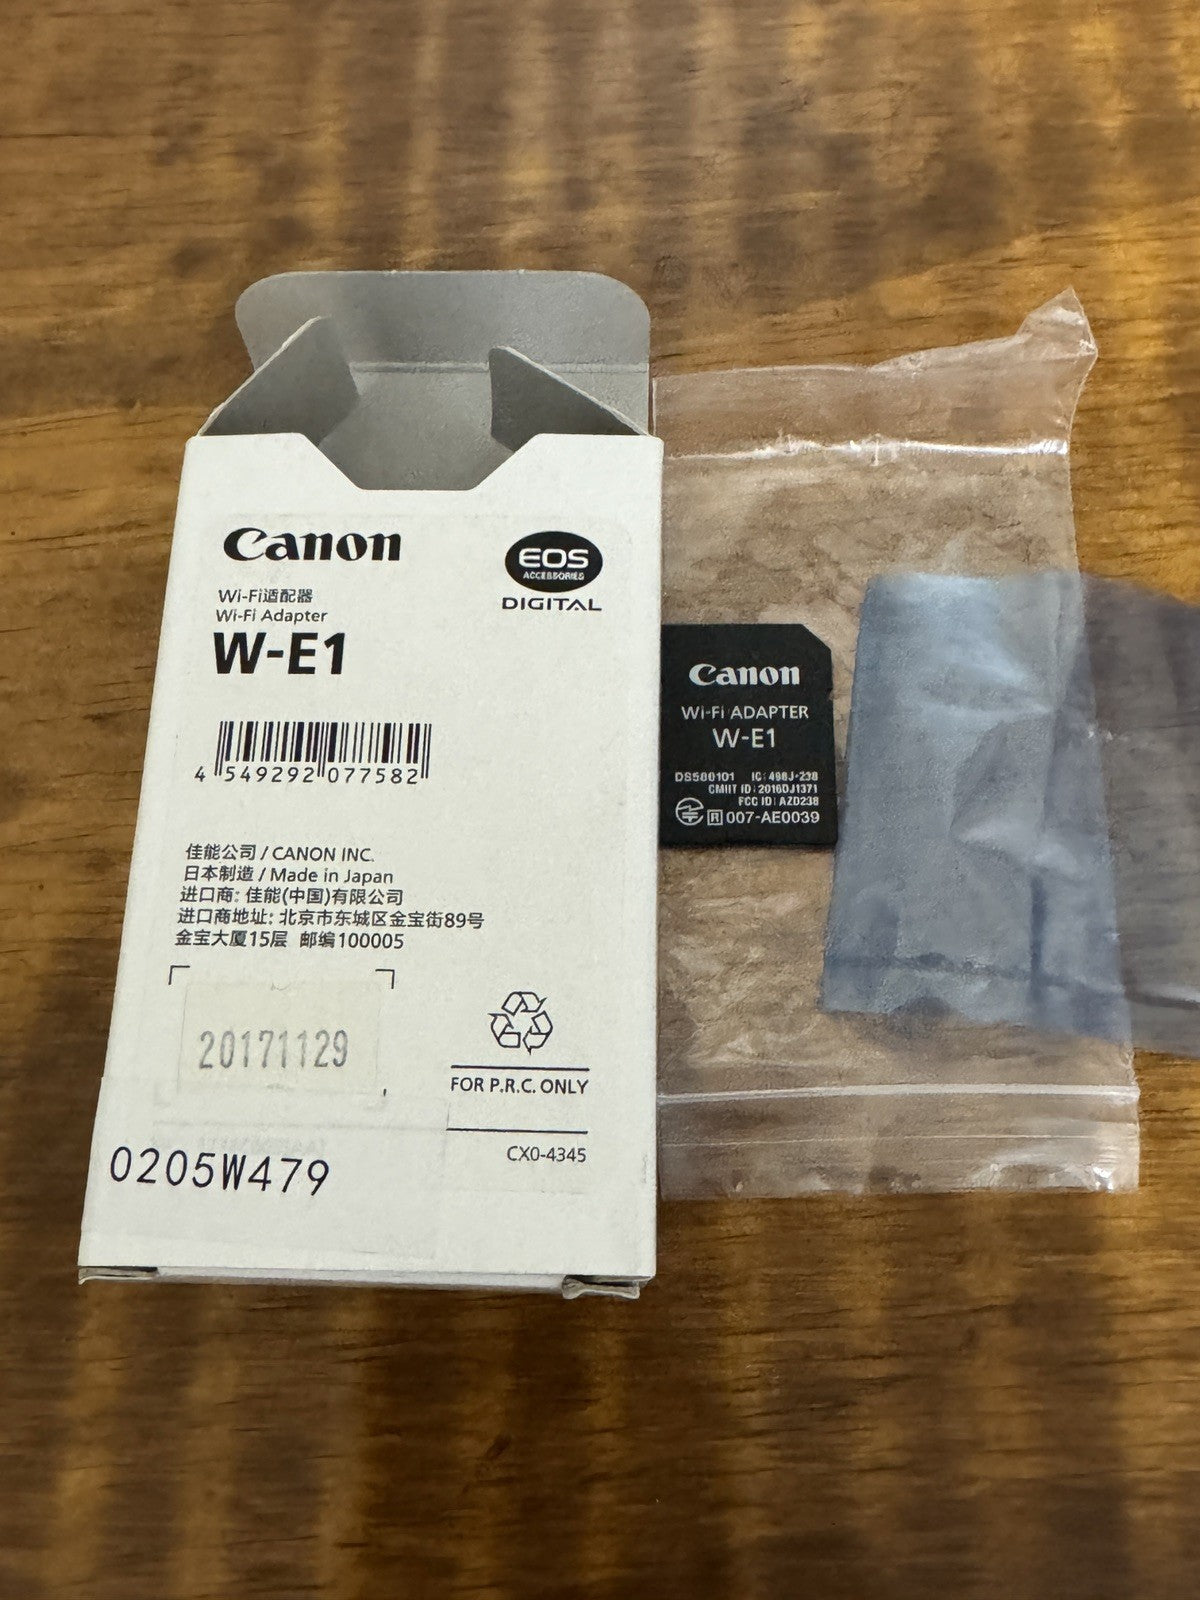 Canon
EOS
ACCESSORIES
DIGITAL
Wi-Fi适配器
Wi-Fi Adapter
W-E1
4 549292 077582
佳能公司 / CANON INC.
日本制造 / Made in Japan
进口商: 佳能(中国)有限公司
进口商地址: 北京市东城区金宝街89号
金宝大厦15层 邮编100005
20171129
FOR P.R.C. ONLY
CX0-4345
0205W479
Canon
Wi-Fi ADAPTER
W-E1
DS580101 IC: 498J-238
CMIIT ID: 2016DJ1371
FCC ID: AZD238
R 007-AE0039